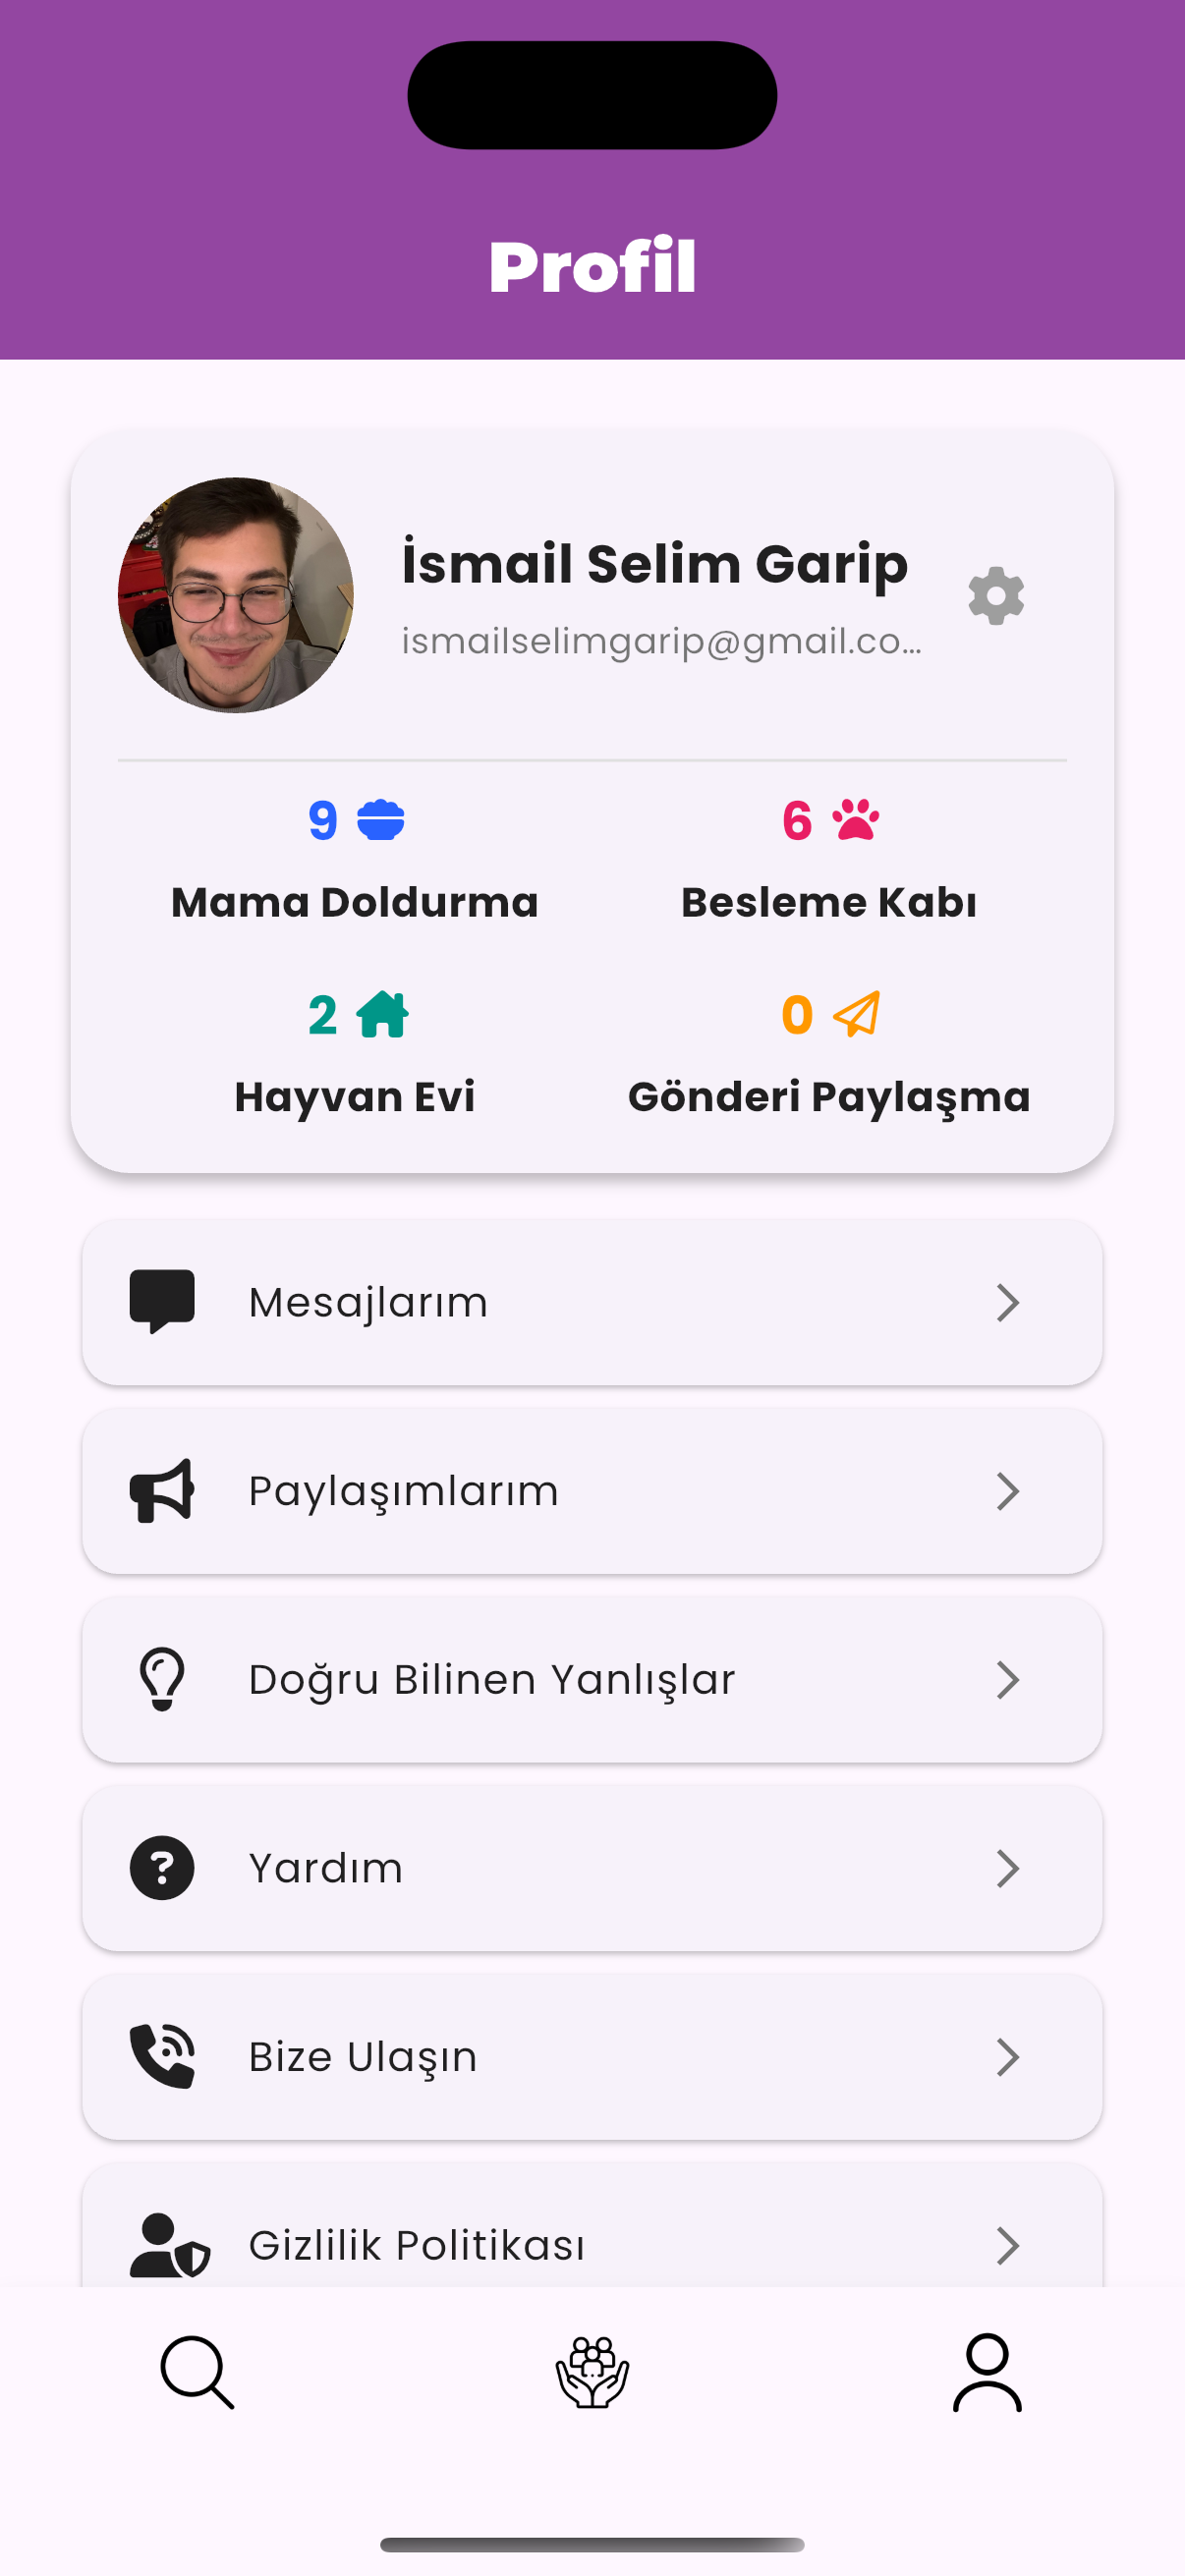 Profil
İsmail Selim Garip
ismailselimgarip@gmail.co...
9
6
Mama Doldurma
Besleme Kabı
2
0
Hayvan Evi
Gönderi Paylaşma
Mesajlarım
Paylaşımlarım
Doğru Bilinen Yanlışlar
Yardım
Bize Ulaşın
Gizlilik Politikası